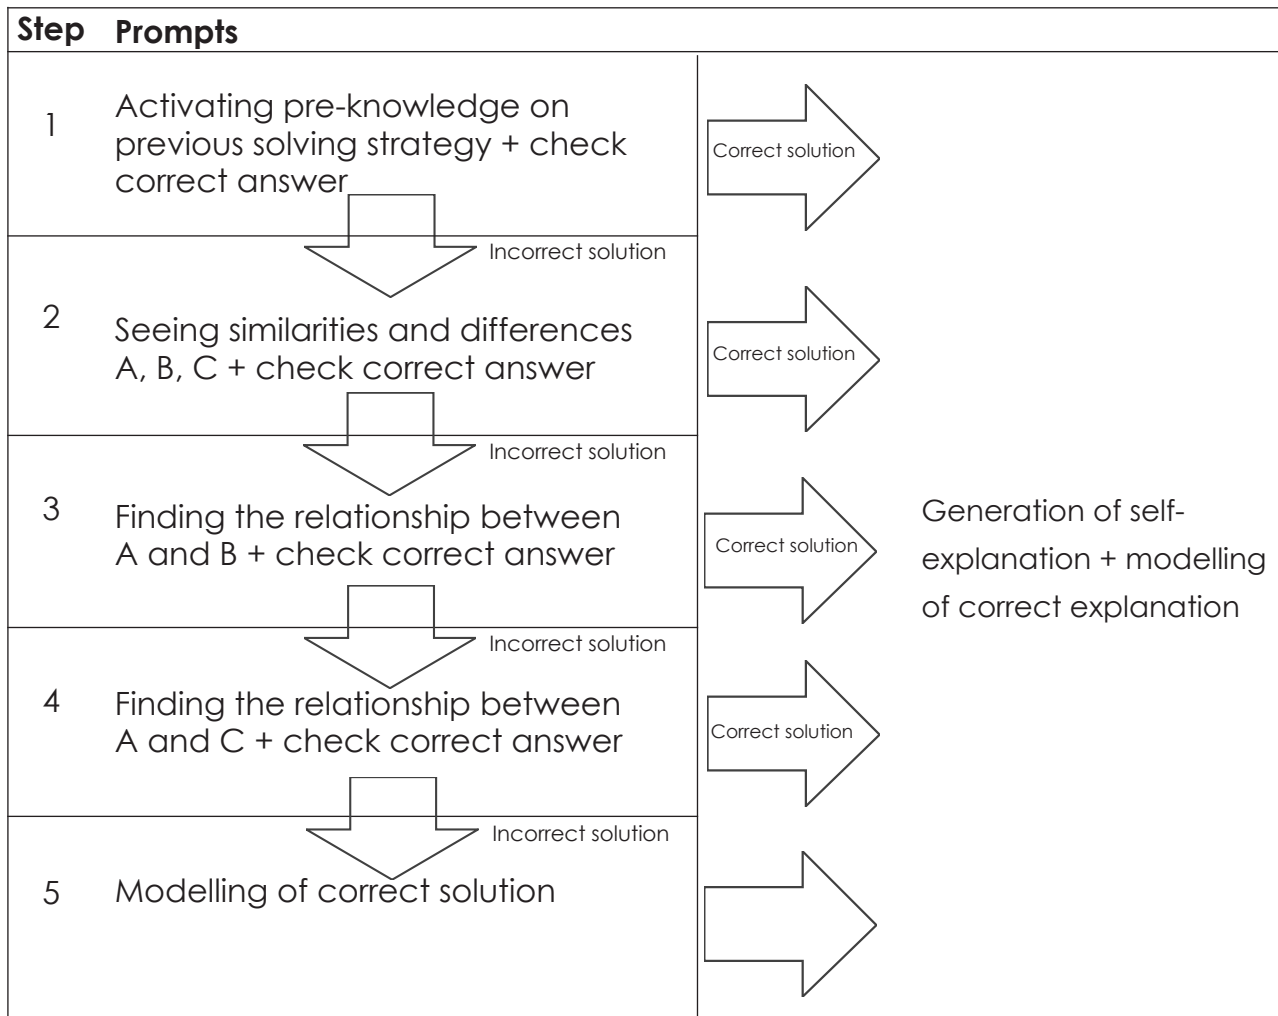 Step Prompts
1
Activating pre-knowledge on
previous solving strategy + check
correct answer
Correct solution
Incorrect solution
2
Seeing similarities and differences
A, B, C + check correct answer
Correct solution
Incorrect solution
3
Finding the relationship between
A and B + check correct answer
Correct solution
Generation of self-
explanation + modelling
of correct explanation
Incorrect solution
4
Finding the relationship between
A and C + check correct answer
Correct solution
Incorrect solution
5
Modelling of correct solution